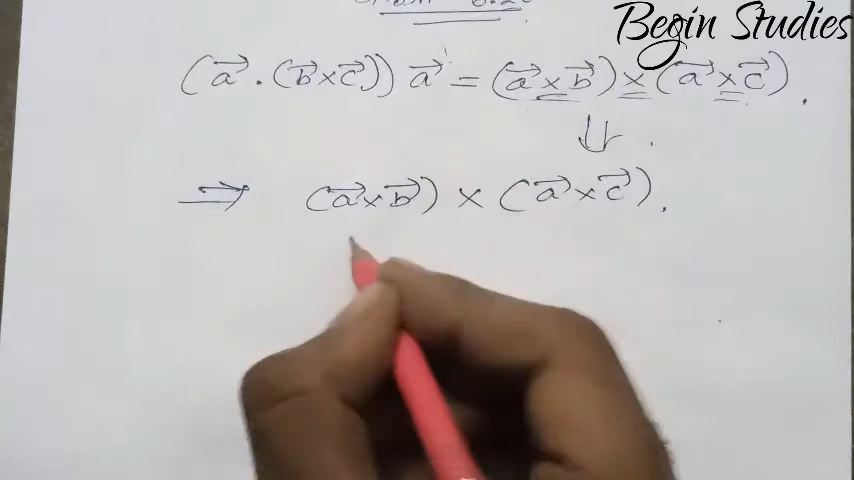 Begin Studies
(a⃗ . (b⃗×c⃗)) a⃗ = (a⃗×b⃗)×(a⃗×c⃗).
⇓ .
⇒ (a⃗×b⃗) × (a⃗×c⃗).